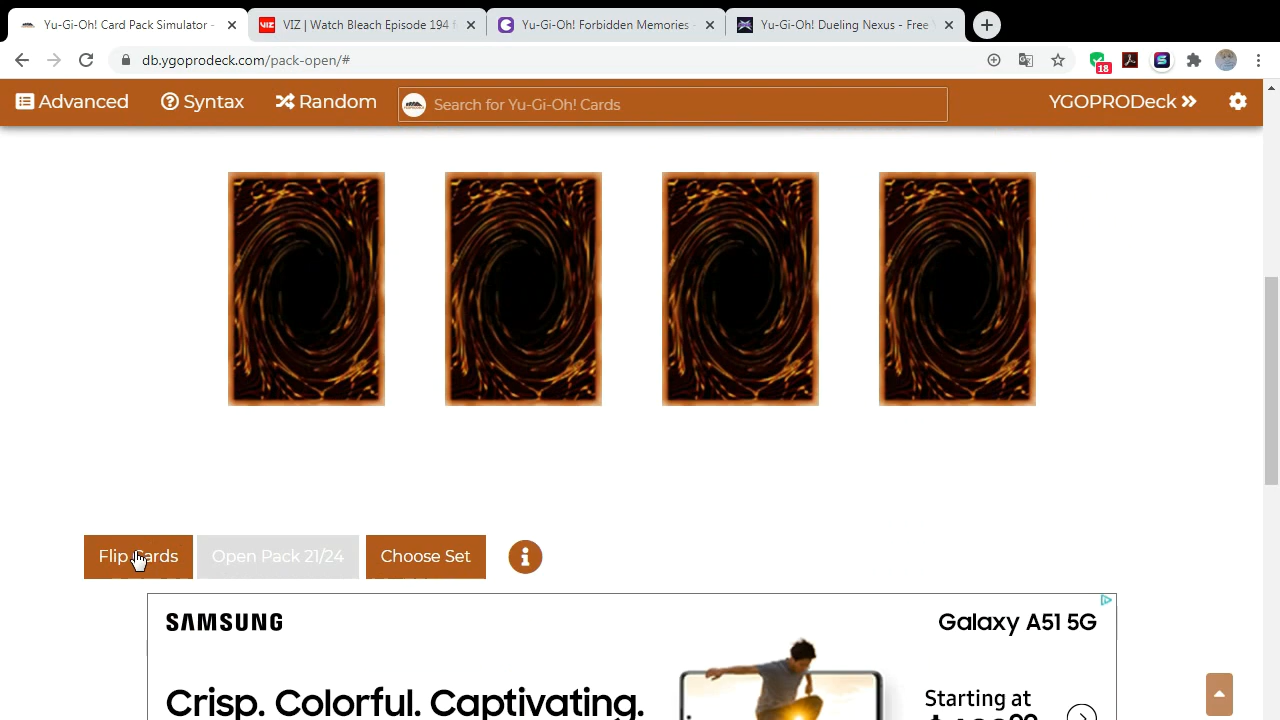 Yu-Gi-Oh! Card Pack Simulator -
VIZ | Watch Bleach Episode 194 f
Yu-Gi-Oh! Forbidden Memories -
Yu-Gi-Oh! Dueling Nexus - Free Y
db.ygoprodeck.com/pack-open/#
18
Advanced
Syntax
Random
Search for Yu-Gi-Oh! Cards
YGOPRODeck
Flip Cards
Open Pack 21/24
Choose Set
SAMSUNG
Galaxy A51 5G
Crisp. Colorful. Captivating.
Starting at